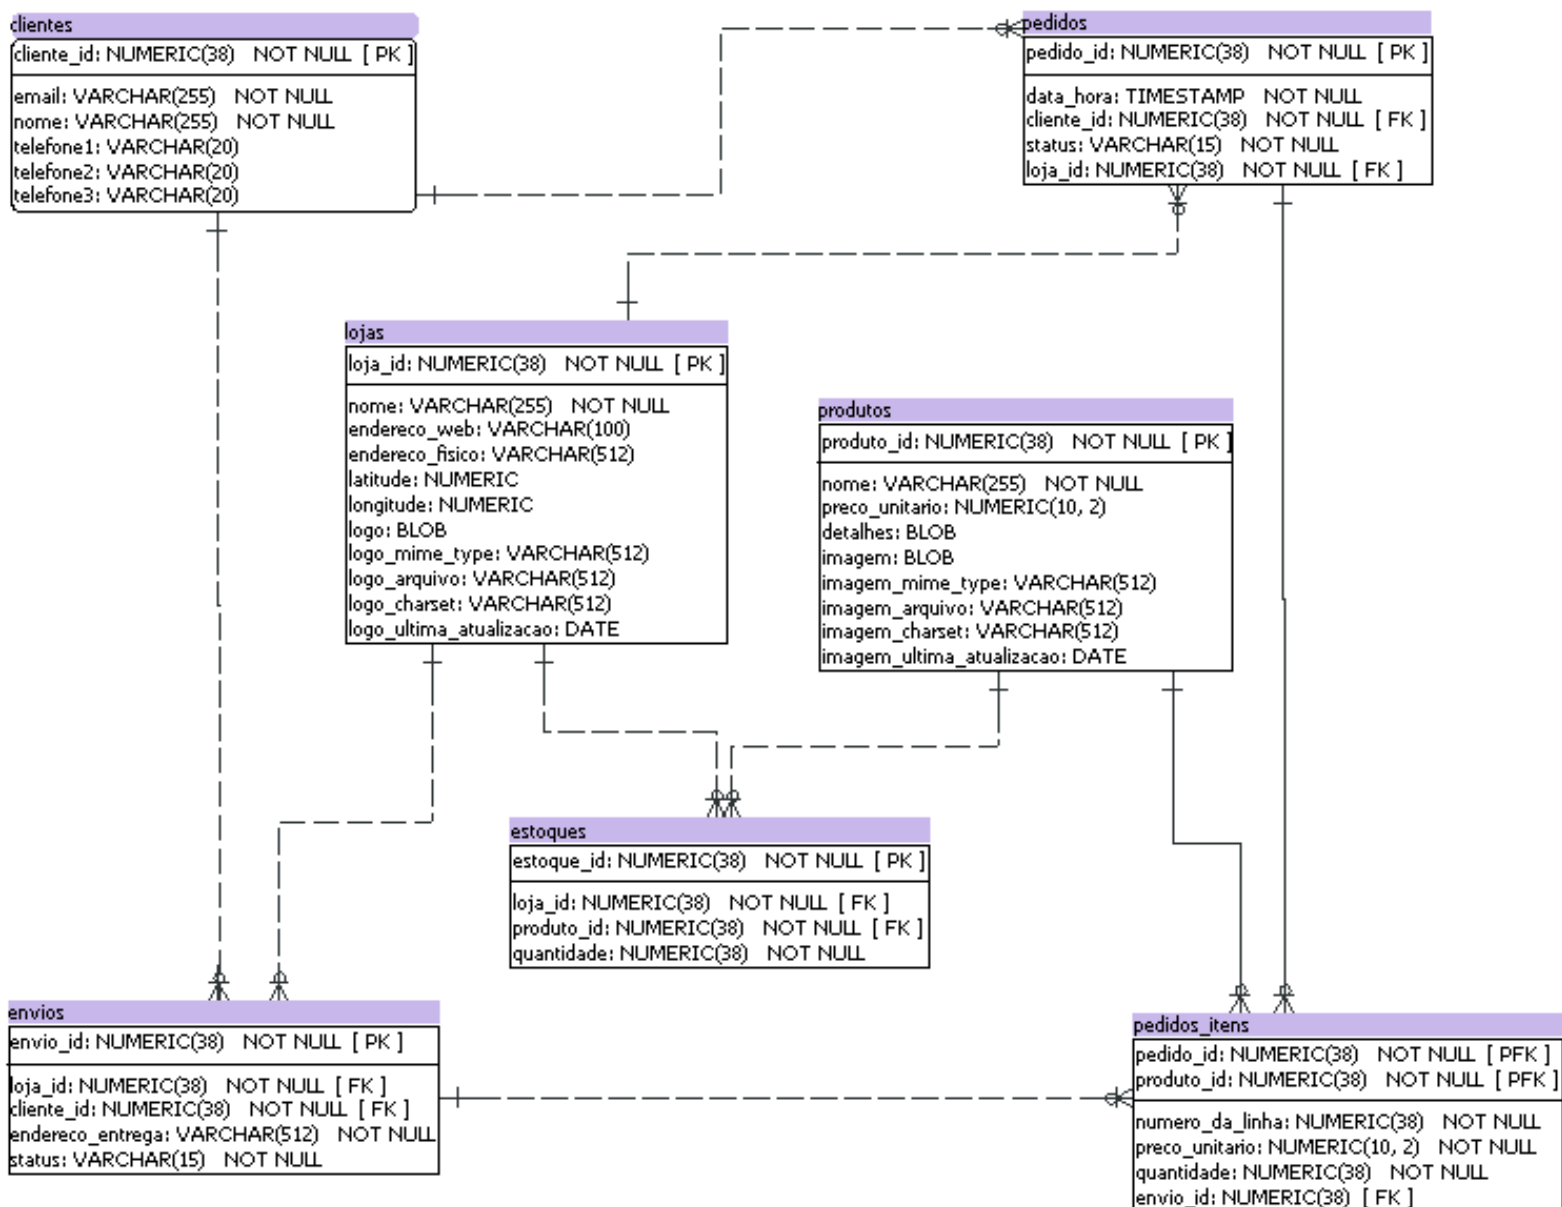 clientes
cliente_id: NUMERIC(38) NOT NULL [ PK ]
email: VARCHAR(255) NOT NULL
nome: VARCHAR(255) NOT NULL
telefone1: VARCHAR(20)
telefone2: VARCHAR(20)
telefone3: VARCHAR(20)
pedidos
pedido_id: NUMERIC(38) NOT NULL [ PK ]
data_hora: TIMESTAMP NOT NULL
cliente_id: NUMERIC(38) NOT NULL [ FK ]
status: VARCHAR(15) NOT NULL
loja_id: NUMERIC(38) NOT NULL [ FK ]
lojas
loja_id: NUMERIC(38) NOT NULL [ PK ]
nome: VARCHAR(255) NOT NULL
endereco_web: VARCHAR(100)
endereco_fisico: VARCHAR(512)
latitude: NUMERIC
longitude: NUMERIC
logo: BLOB
logo_mime_type: VARCHAR(512)
logo_arquivo: VARCHAR(512)
logo_charset: VARCHAR(512)
logo_ultima_atualizacao: DATE
produtos
produto_id: NUMERIC(38) NOT NULL [ PK ]
nome: VARCHAR(255) NOT NULL
preco_unitario: NUMERIC(10, 2)
detalhes: BLOB
imagem: BLOB
imagem_mime_type: VARCHAR(512)
imagem_arquivo: VARCHAR(512)
imagem_charset: VARCHAR(512)
imagem_ultima_atualizacao: DATE
estoques
estoque_id: NUMERIC(38) NOT NULL [ PK ]
loja_id: NUMERIC(38) NOT NULL [ FK ]
produto_id: NUMERIC(38) NOT NULL [ FK ]
quantidade: NUMERIC(38) NOT NULL
envios
envio_id: NUMERIC(38) NOT NULL [ PK ]
loja_id: NUMERIC(38) NOT NULL [ FK ]
cliente_id: NUMERIC(38) NOT NULL [ FK ]
endereco_entrega: VARCHAR(512) NOT NULL
status: VARCHAR(15) NOT NULL
pedidos_itens
pedido_id: NUMERIC(38) NOT NULL [ PFK ]
produto_id: NUMERIC(38) NOT NULL [ PFK ]
numero_da_linha: NUMERIC(38) NOT NULL
preco_unitario: NUMERIC(10, 2) NOT NULL
quantidade: NUMERIC(38) NOT NULL
envio_id: NUMERIC(38) [ FK ]